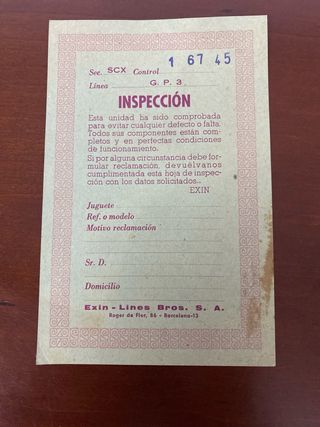 1 67 45
Sec. SCX Control
Línea G. P. 3
INSPECCIÓN
Esta unidad ha sido comprobada
para evitar cualquier defecto o falta.
Todos sus componentes están com-
pletos y en perfectas condiciones
de funcionamiento.
Si por alguna circunstancia debe for-
mular reclamación, devuélvanos
cumplimentada esta hoja de inspec-
ción con los datos solicitados..
EXIN
Juguete
Ref. o modelo
Motivo reclamación
Sr. D.
Domicilio
Exin - Lines Bros. S. A.
Roger de Flor, 86 - Barcelona-13